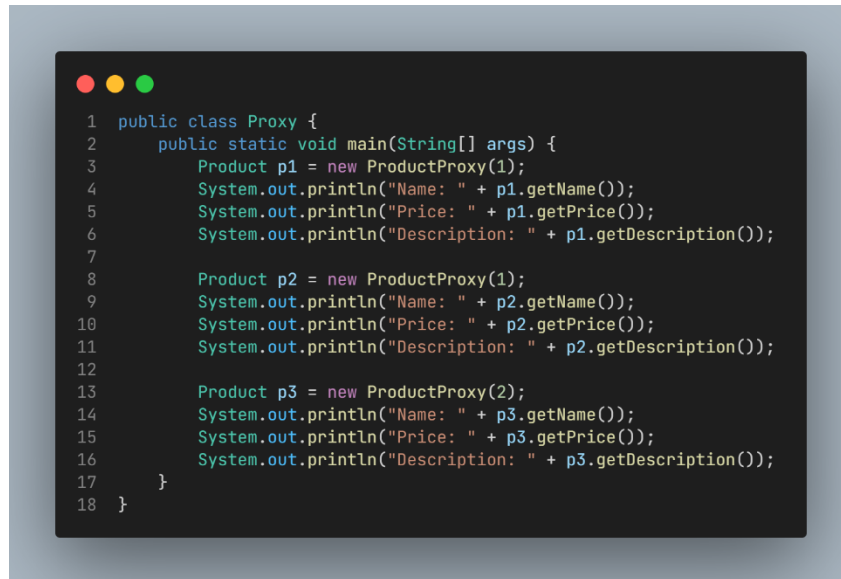 1 public class Proxy {
2     public static void main(String[] args) {
3         Product p1 = new ProductProxy(1);
4         System.out.println("Name: " + p1.getName());
5         System.out.println("Price: " + p1.getPrice());
6         System.out.println("Description: " + p1.getDescription());
7
8         Product p2 = new ProductProxy(1);
9         System.out.println("Name: " + p2.getName());
10         System.out.println("Price: " + p2.getPrice());
11         System.out.println("Description: " + p2.getDescription());
12
13         Product p3 = new ProductProxy(2);
14         System.out.println("Name: " + p3.getName());
15         System.out.println("Price: " + p3.getPrice());
16         System.out.println("Description: " + p3.getDescription());
17     }
18 }